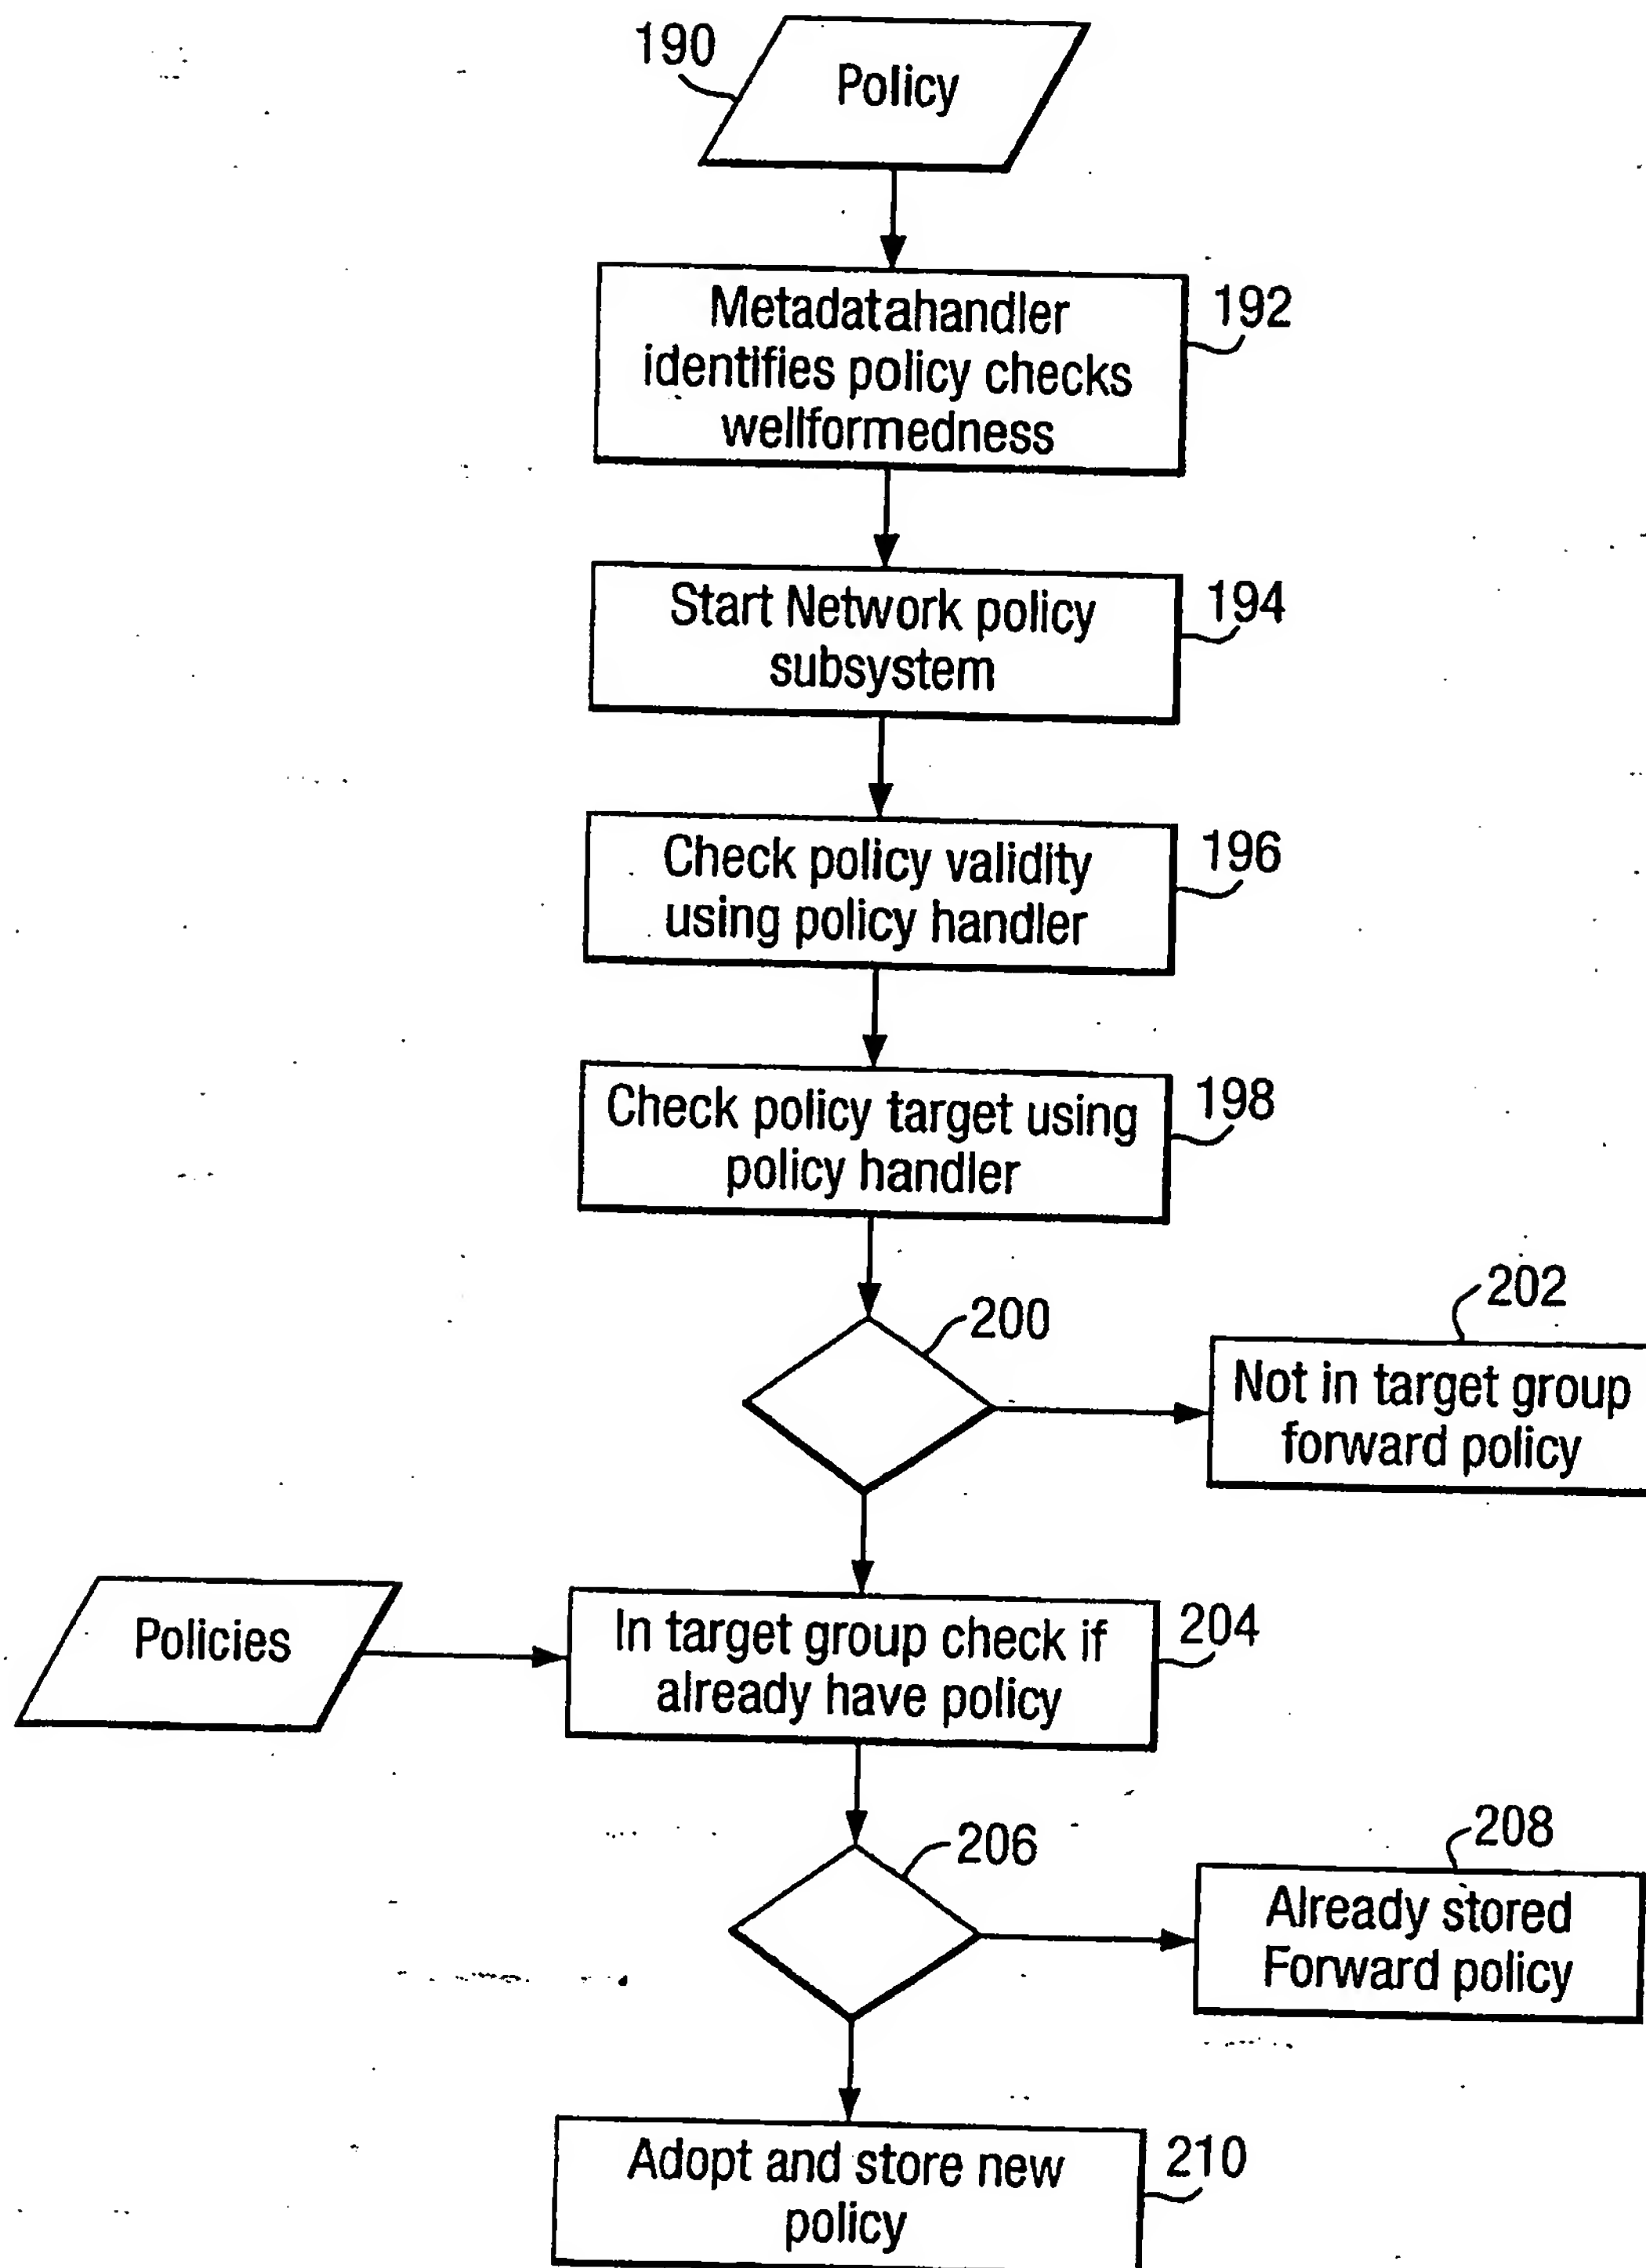 190
Policy
Metadatahandler
identifies policy checks
wellformedness
192
Start Network policy
subsystem
194
Check policy validity
using policy handler
196
Check policy target using
policy handler
198
200
202
Not in target group
forward policy
Policies
In target group check if
already have policy
204
206
208
Already stored
Forward policy
Adopt and store new
policy
210